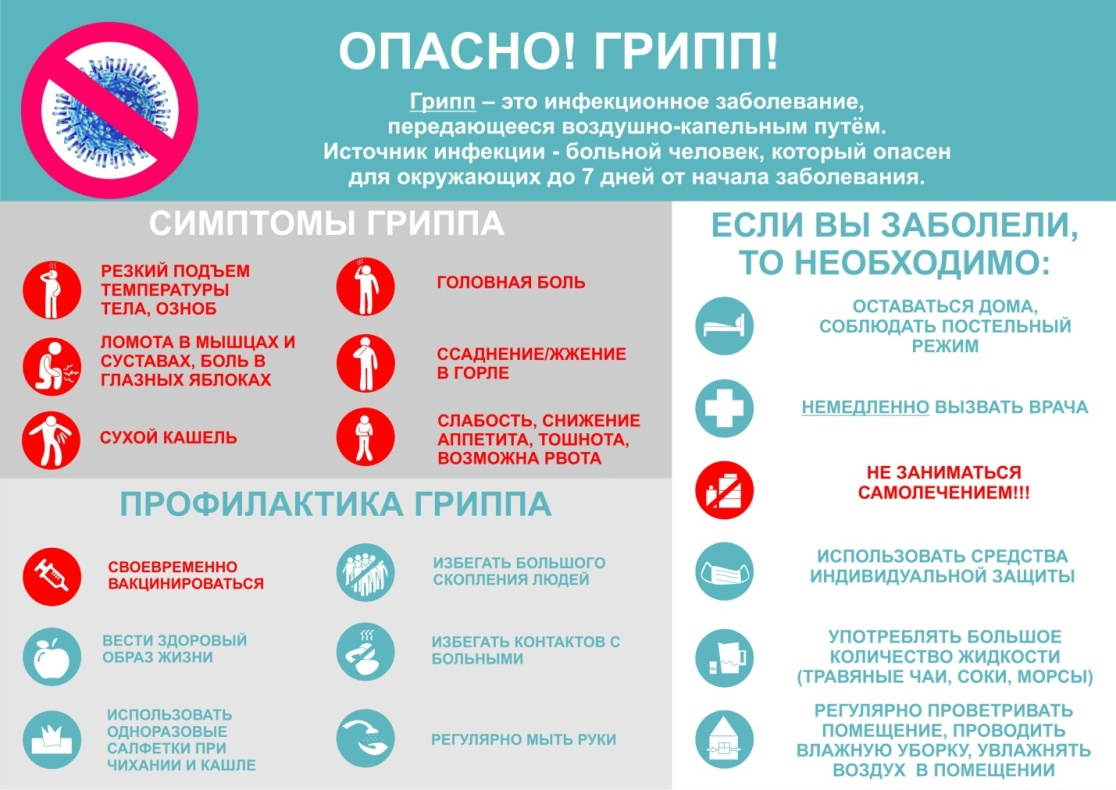 ОПАСНО! ГРИПП!
Грипп – это инфекционное заболевание,
передающееся воздушно-капельным путём.
Источник инфекции - больной человек, который опасен
для окружающих до 7 дней от начала заболевания.
СИМПТОМЫ ГРИППА
РЕЗКИЙ ПОДЪЕМ
ТЕМПЕРАТУРЫ
ТЕЛА, ОЗНОБ
ГОЛОВНАЯ БОЛЬ
ЛОМОТА В МЫШЦАХ И
СУСТАВАХ, БОЛЬ В
ГЛАЗНЫХ ЯБЛОКАХ
ССАДНЕНИЕ/ЖЖЕНИЕ
В ГОРЛЕ
СУХОЙ КАШЕЛЬ
СЛАБОСТЬ, СНИЖЕНИЕ
АППЕТИТА, ТОШНОТА,
ВОЗМОЖНА РВОТА
ПРОФИЛАКТИКА ГРИППА
СВОЕВРЕМЕННО
ВАКЦИНИРОВАТЬСЯ
ИЗБЕГАТЬ БОЛЬШОГО
СКОПЛЕНИЯ ЛЮДЕЙ
ВЕСТИ ЗДОРОВЫЙ
ОБРАЗ ЖИЗНИ
ИЗБЕГАТЬ КОНТАКТОВ С
БОЛЬНЫМИ
ИСПОЛЬЗОВАТЬ
ОДНОРАЗОВЫЕ
САЛФЕТКИ ПРИ
ЧИХАНИИ И КАШЛЕ
РЕГУЛЯРНО МЫТЬ РУКИ
ЕСЛИ ВЫ ЗАБОЛЕЛИ,
ТО НЕОБХОДИМО:
ОСТАВАТЬСЯ ДОМА,
СОБЛЮДАТЬ ПОСТЕЛЬНЫЙ
РЕЖИМ
НЕМЕДЛЕННО ВЫЗВАТЬ ВРАЧА
НЕ ЗАНИМАТЬСЯ
САМОЛЕЧЕНИЕМ!!!
ИСПОЛЬЗОВАТЬ СРЕДСТВА
ИНДИВИДУАЛЬНОЙ ЗАЩИТЫ
УПОТРЕБЛЯТЬ БОЛЬШОЕ
КОЛИЧЕСТВО ЖИДКОСТИ
(ТРАВЯНЫЕ ЧАИ, СОКИ, МОРСЫ)
РЕГУЛЯРНО ПРОВЕТРИВАТЬ
ПОМЕЩЕНИЕ, ПРОВОДИТЬ
ВЛАЖНУЮ УБОРКУ, УВЛАЖНЯТЬ
ВОЗДУХ В ПОМЕЩЕНИИ